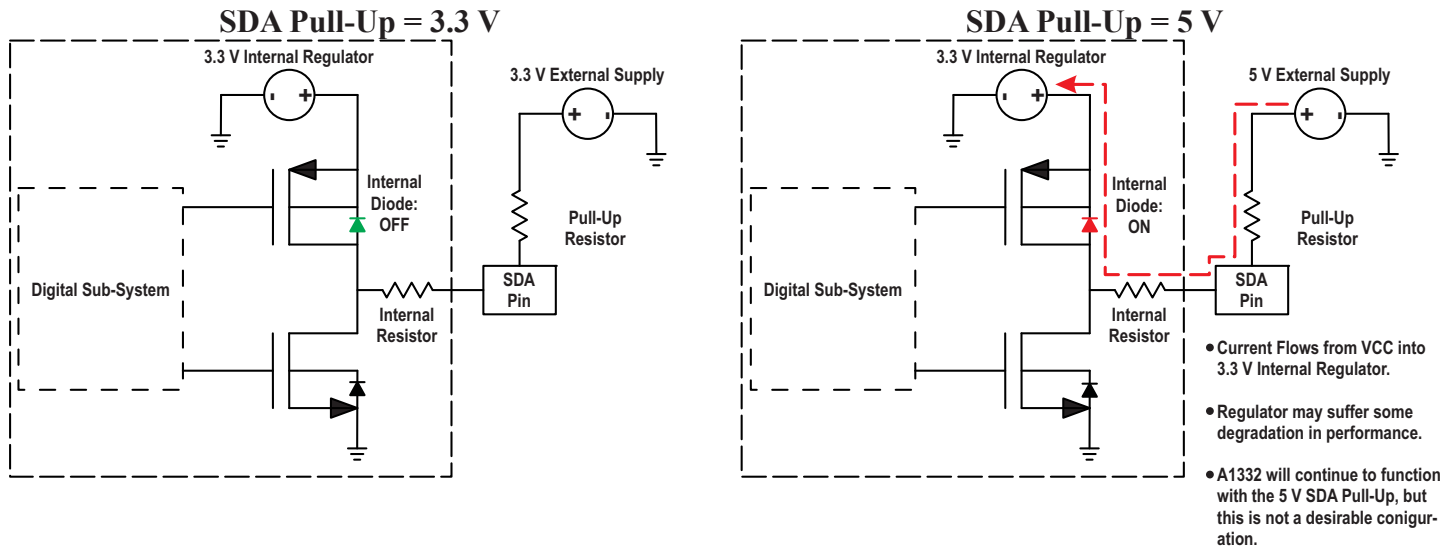 SDA Pull-Up = 3.3 V
3.3 V Internal Regulator
3.3 V External Supply
- +
+ -
Internal
Diode:
OFF
Pull-Up
Resistor
Digital Sub-System
SDA
Pin
Internal
Resistor
SDA Pull-Up = 5 V
3.3 V Internal Regulator
5 V External Supply
- +
+ -
Internal
Diode:
ON
Pull-Up
Resistor
Digital Sub-System
SDA
Pin
Internal
Resistor
• Current Flows from VCC into
3.3 V Internal Regulator.
• Regulator may suffer some
degradation in performance.
• A1332 will continue to function
with the 5 V SDA Pull-Up, but
this is not a desirable conigur-
ation.